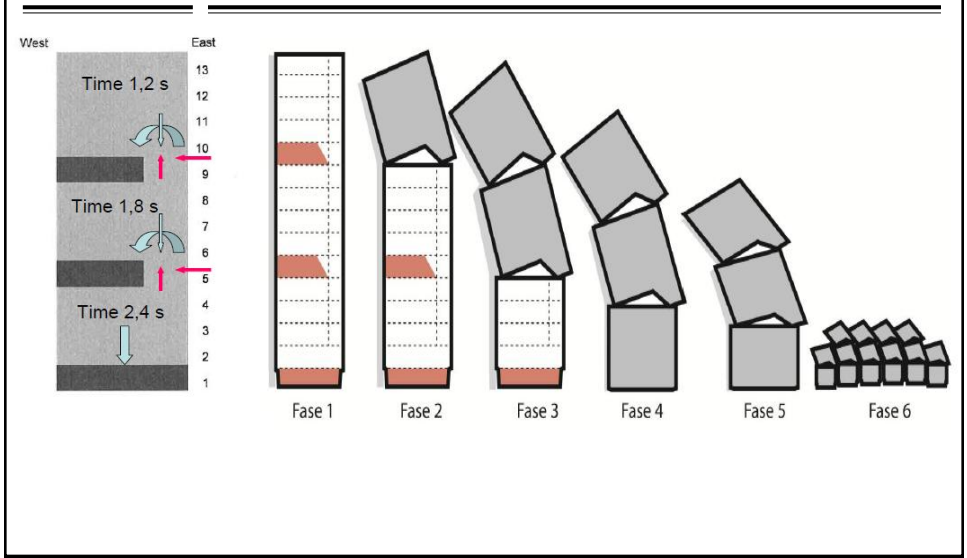 West
East
13
12
11
10
9
8
7
6
5
4
3
2
1
Time 1,2 s
Time 1,8 s
Time 2,4 s
Fase 1
Fase 2
Fase 3
Fase 4
Fase 5
Fase 6